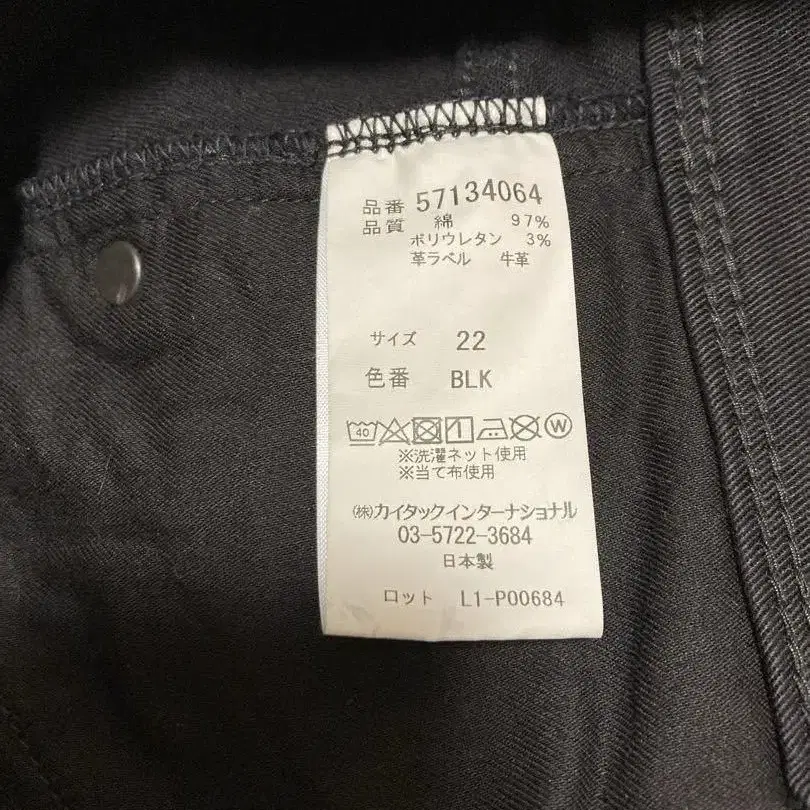 品番 57134064
品質 綿 97%
ポリウレタン 3%
革ラベル 牛革
サイズ 22
色番 BLK
40 W
※洗濯ネット使用
※当て布使用
㈱カイタックインターナショナル
03-5722-3684
日本製
ロット L1-P00684